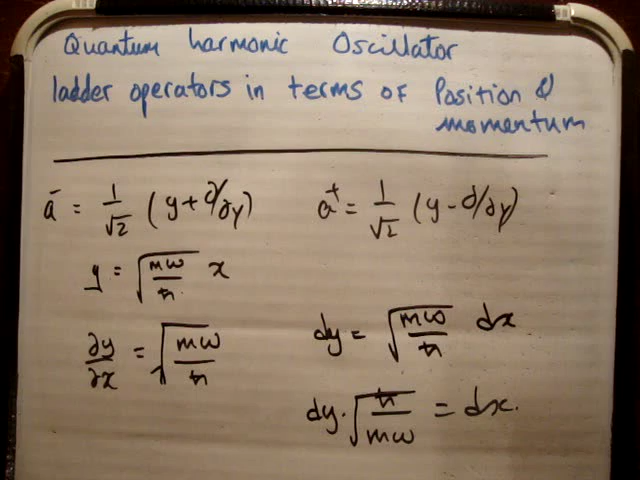 Quantum harmonic Oscillator
ladder operators in terms of Position &
momentum
a⁻ = 1/√2 (y + ∂/∂y)
a⁺ = 1/√2 (y - ∂/∂y)
y = √(mω/ħ) x
∂y/∂x = √(mω/ħ)
dy = √(mω/ħ) dx
dy · √(ħ/mω) = dx.